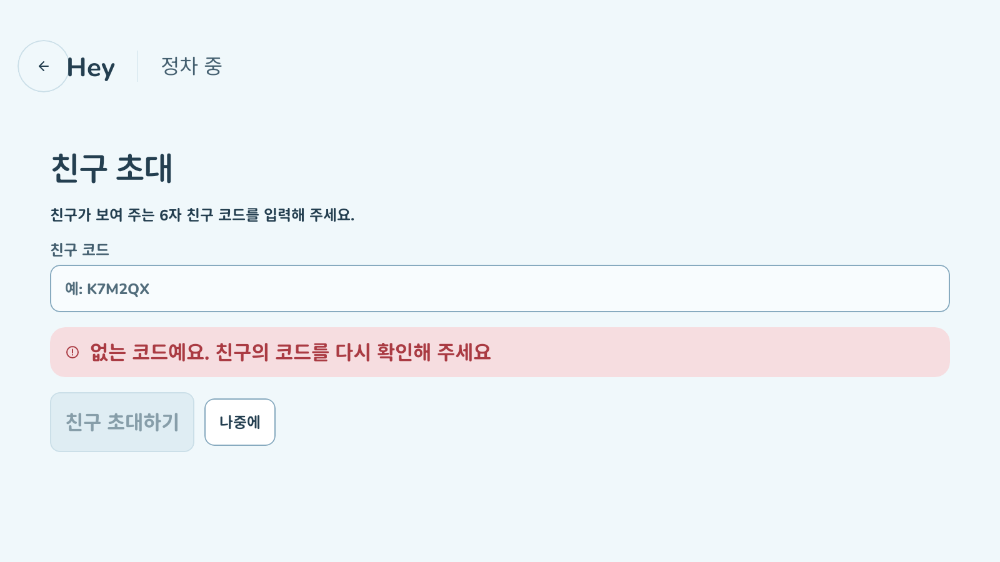 Hey
정차 중
친구 초대
친구가 보여 주는 6자 친구 코드를 입력해 주세요.
친구 코드
예: K7M2QX
없는 코드예요. 친구의 코드를 다시 확인해 주세요
친구 초대하기
나중에